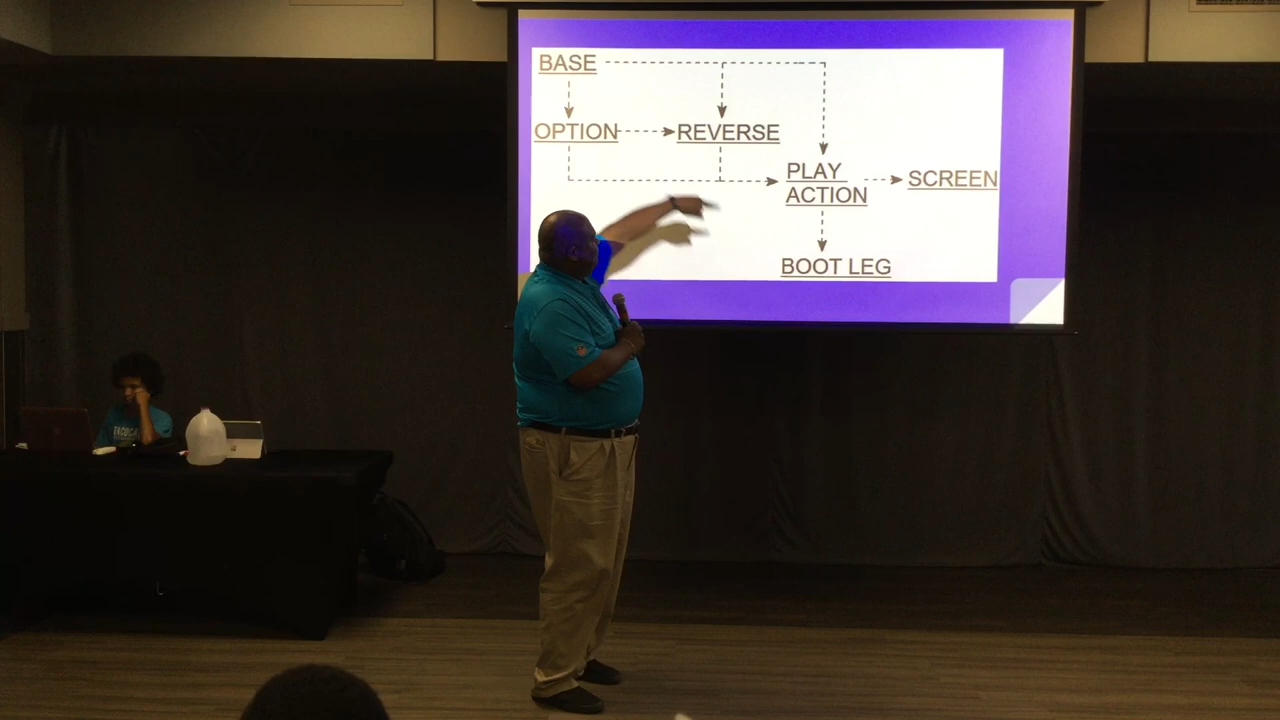 BASE
OPTION
REVERSE
PLAY
ACTION
SCREEN
BOOT LEG